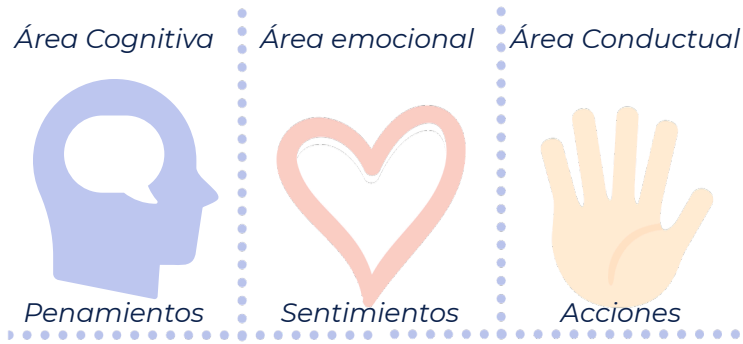 Área Cognitiva
Área emocional
Área Conductual
Penamientos
Sentimientos
Acciones